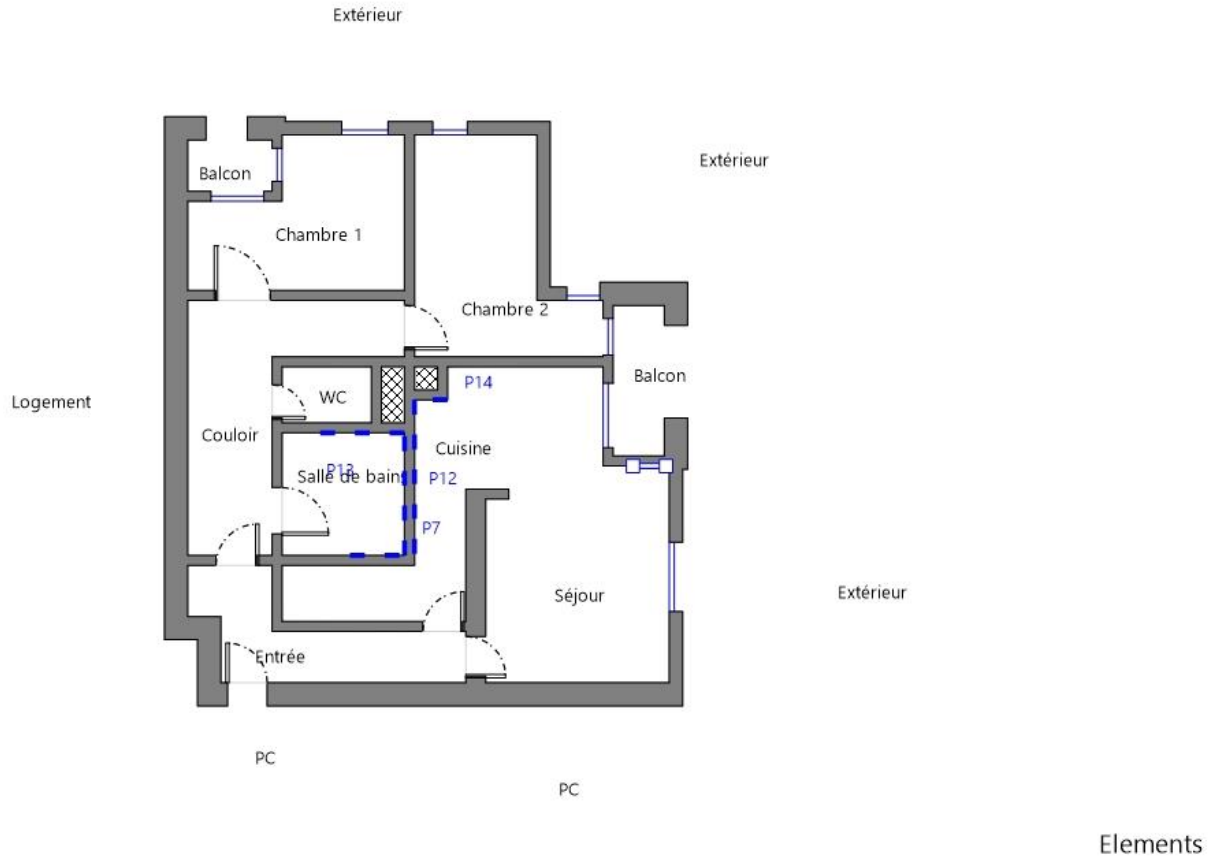 Extérieur
Extérieur
Balcon
Chambre 1
Chambre 2
Balcon
P14
WC
Logement
Couloir
Cuisine
P13
Salle de bains
P12
P7
Séjour
Extérieur
Entrée
PC
PC
Elements